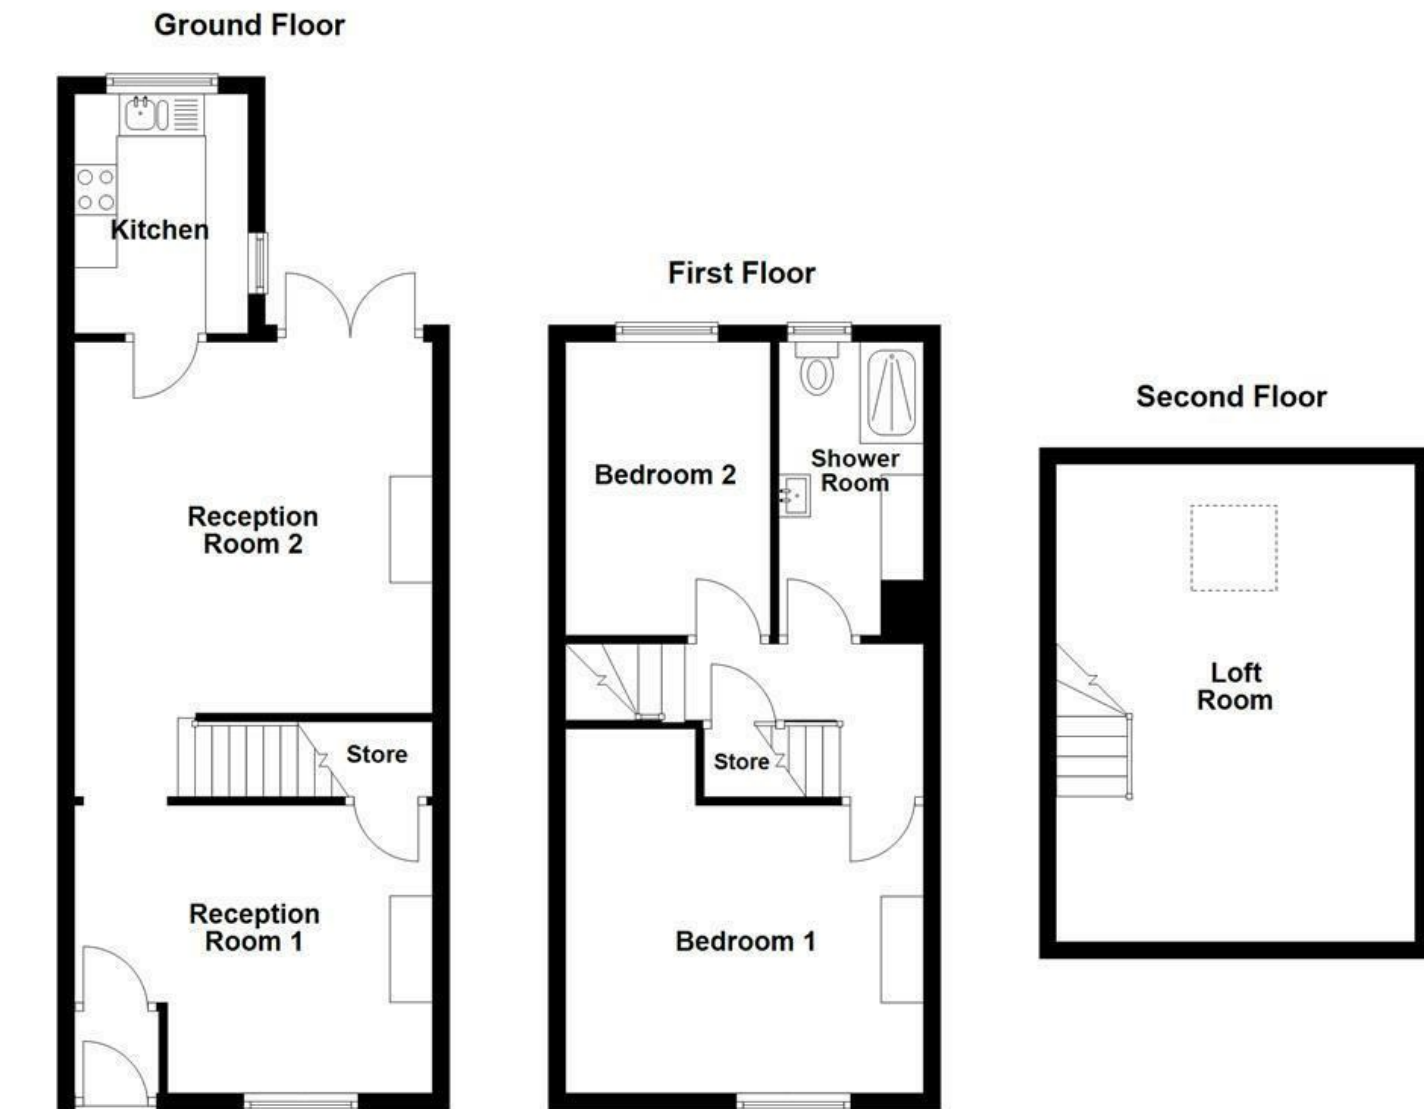 Ground Floor
Kitchen
Reception
Room 2
Store
Reception
Room 1
First Floor
Bedroom 2
Shower
Room
Store
Bedroom 1
Second Floor
Loft
Room